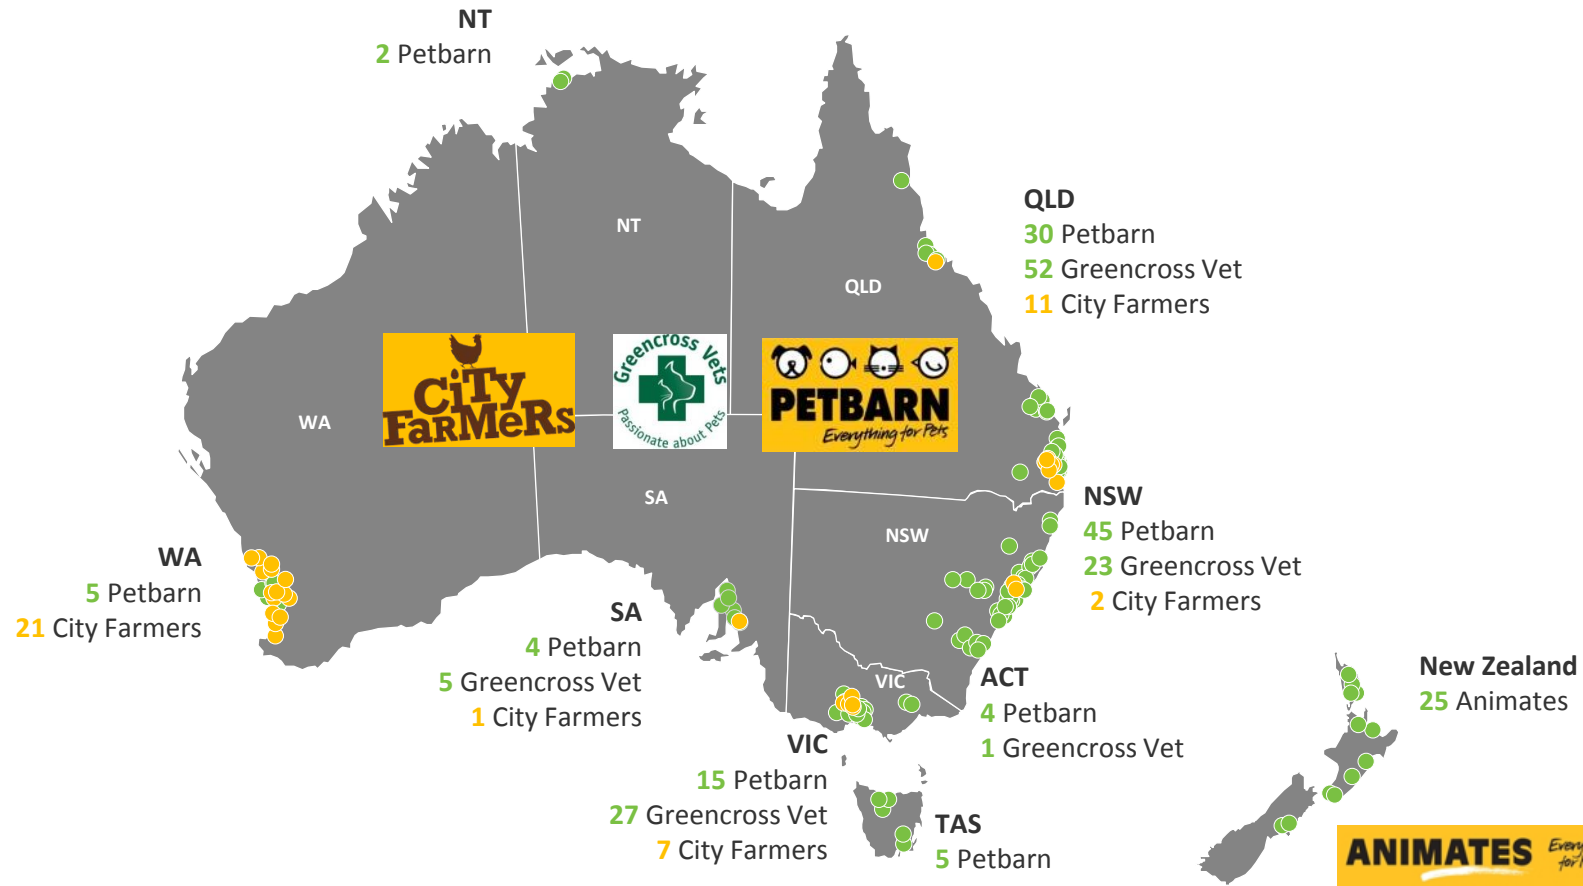 NT
2 Petbarn
NT
QLD
30 Petbarn
52 Greencross Vet
11 City Farmers
QLD
CiTy
FaRMeRs
Greencross Vets
Passionate about Pets
PETBARN
Everything for Pets
WA
SA
NSW
NSW
45 Petbarn
23 Greencross Vet
2 City Farmers
WA
5 Petbarn
21 City Farmers
SA
4 Petbarn
5 Greencross Vet
1 City Farmers
VIC
ACT
4 Petbarn
1 Greencross Vet
New Zealand
25 Animates
VIC
15 Petbarn
27 Greencross Vet
7 City Farmers
TAS
5 Petbarn
ANIMATES